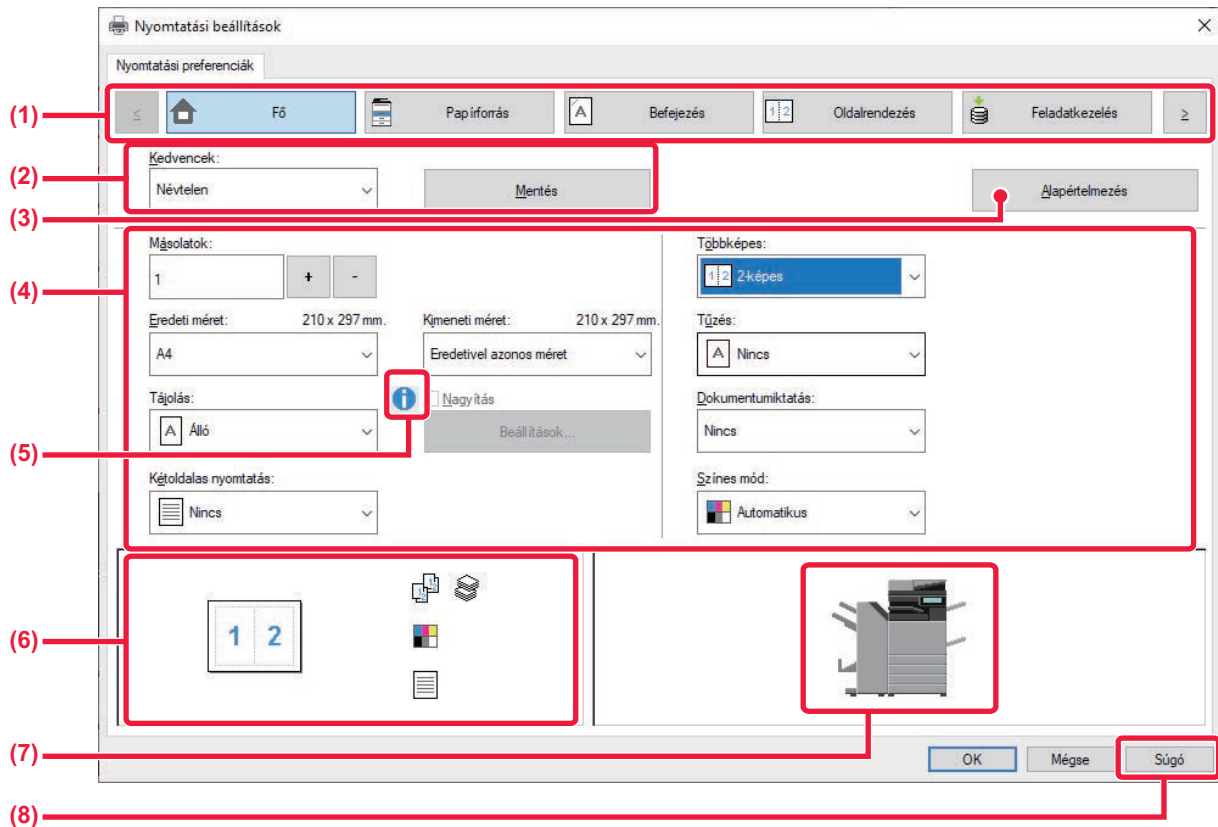 Nyomtatási beállítások
Nyomtatási preferenciák
(1)
< Fő Papírforrás Befejezés Oldalrendezés Feladatkezelés >
(2)
Kedvencek:
Névtelen Mentés Alapértelmezés
(3)
Másolatok: Többképes:
(4)
1 + - 1 2 2-képes
Eredeti méret: 210 x 297 mm. Kimeneti méret: 210 x 297 mm. Tűzés:
A4 Eredetivel azonos méret A Nincs
Tájolás: Nagyítás Dokumentumiktatás:
A Álló Beállítások... Nincs
(5)
Kétoldalas nyomtatás: Színes mód:
Nincs Automatikus
(6)
1 2
(7)
OK Mégse Súgó
(8)